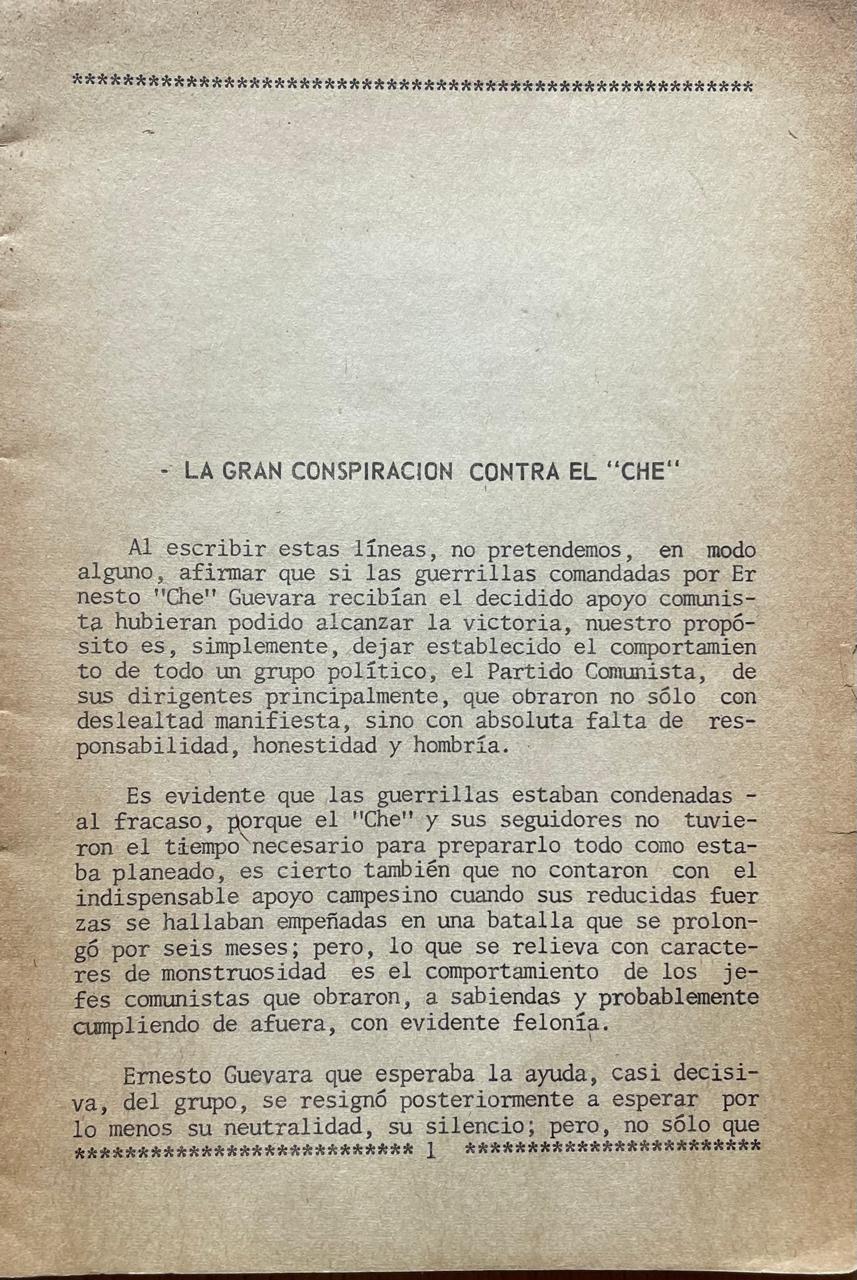 *******************************************************
- LA GRAN CONSPIRACION CONTRA EL "CHE"
Al escribir estas líneas, no pretendemos, en modo
alguno, afirmar que si las guerrillas comandadas por Er
nesto "Che" Guevara recibían el decidido apoyo comunis-
ta hubieran podido alcanzar la victoria, nuestro propó-
sito es, simplemente, dejar establecido el comportamien
to de todo un grupo político, el Partido Comunista, de
sus dirigentes principalmente, que obraron no sólo con
deslealtad manifiesta, sino con absoluta falta de res-
ponsabilidad, honestidad y hombría.
Es evidente que las guerrillas estaban condenadas -
al fracaso, porque el "Che" y sus seguidores no tuvie-
ron el tiempo necesario para prepararlo todo como esta-
ba planeado, es cierto también que no contaron con el
indispensable apoyo campesino cuando sus reducidas fuer
zas se hallaban empeñadas en una batalla que se prolon-
gó por seis meses; pero, lo que se relieva con caracte-
res de monstruosidad es el comportamiento de los je-
fes comunistas que obraron, a sabiendas y probablemente
cumpliendo de afuera, con evidente felonía.
Ernesto Guevara que esperaba la ayuda, casi decisi-
va, del grupo, se resignó posteriormente a esperar por
lo menos su neutralidad, su silencio; pero, no sólo que
*************************** 1 ************************